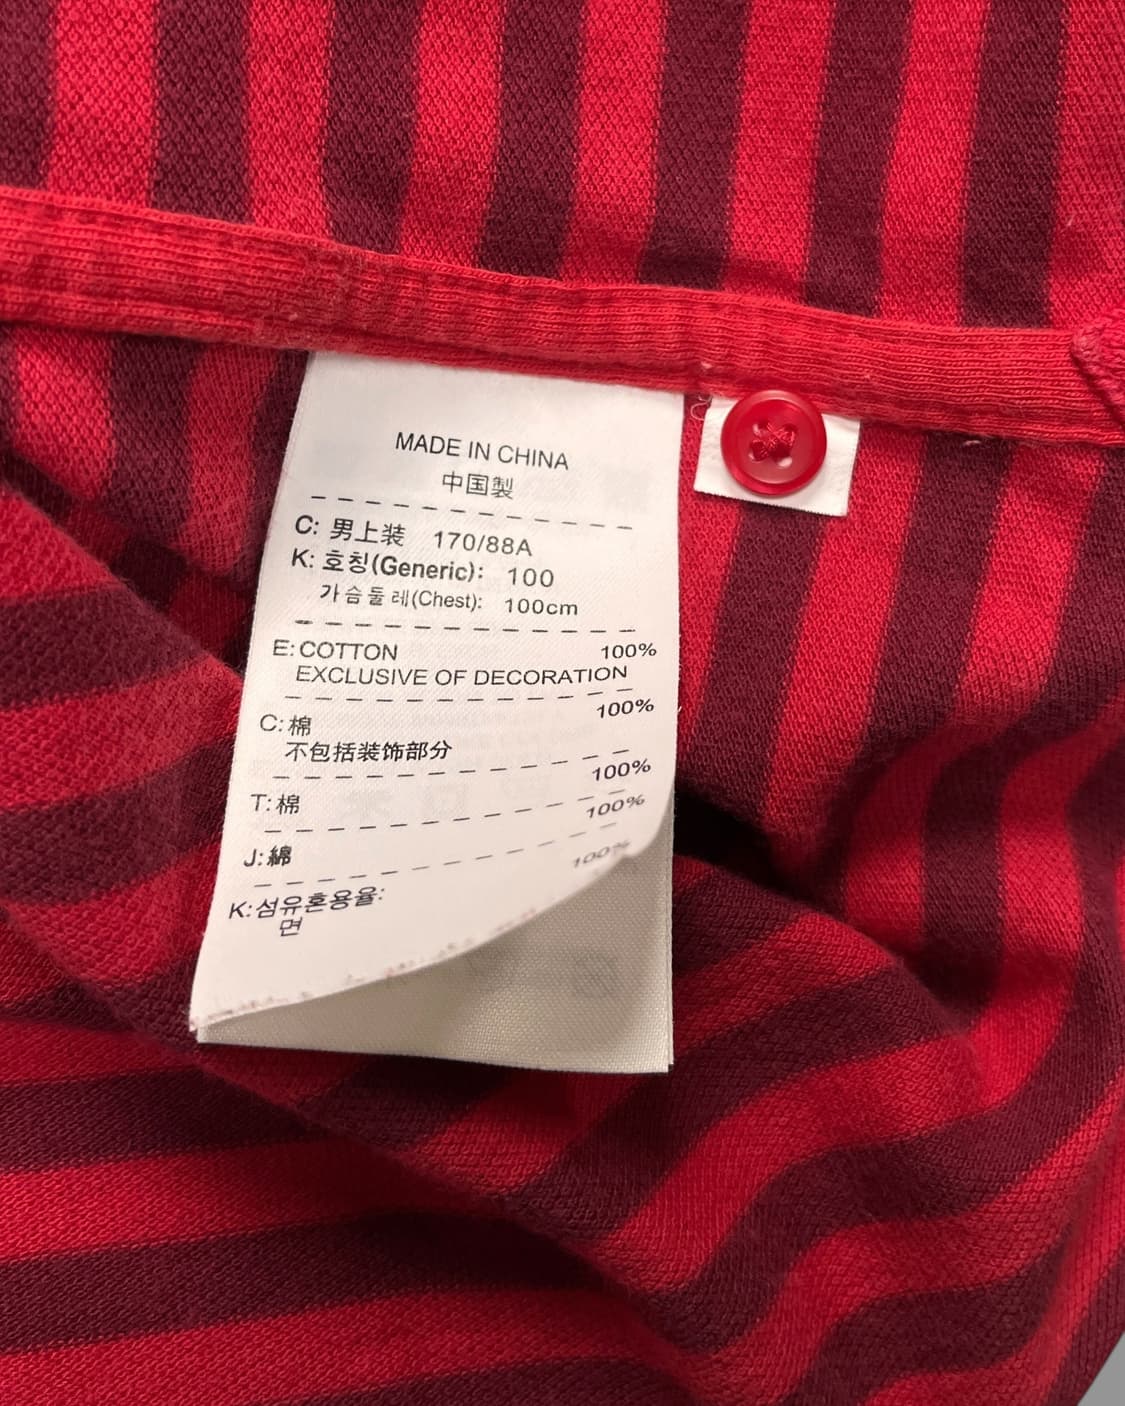 MADE IN CHINA
中国製
C: 男上装 170/88A
K: 호칭(Generic): 100
가슴둘레(Chest): 100cm
E: COTTON 100%
EXCLUSIVE OF DECORATION
C: 棉 100%
不包括装饰部分
T: 棉 100%
J: 綿 100%
K: 섬유혼용율: 100%
면